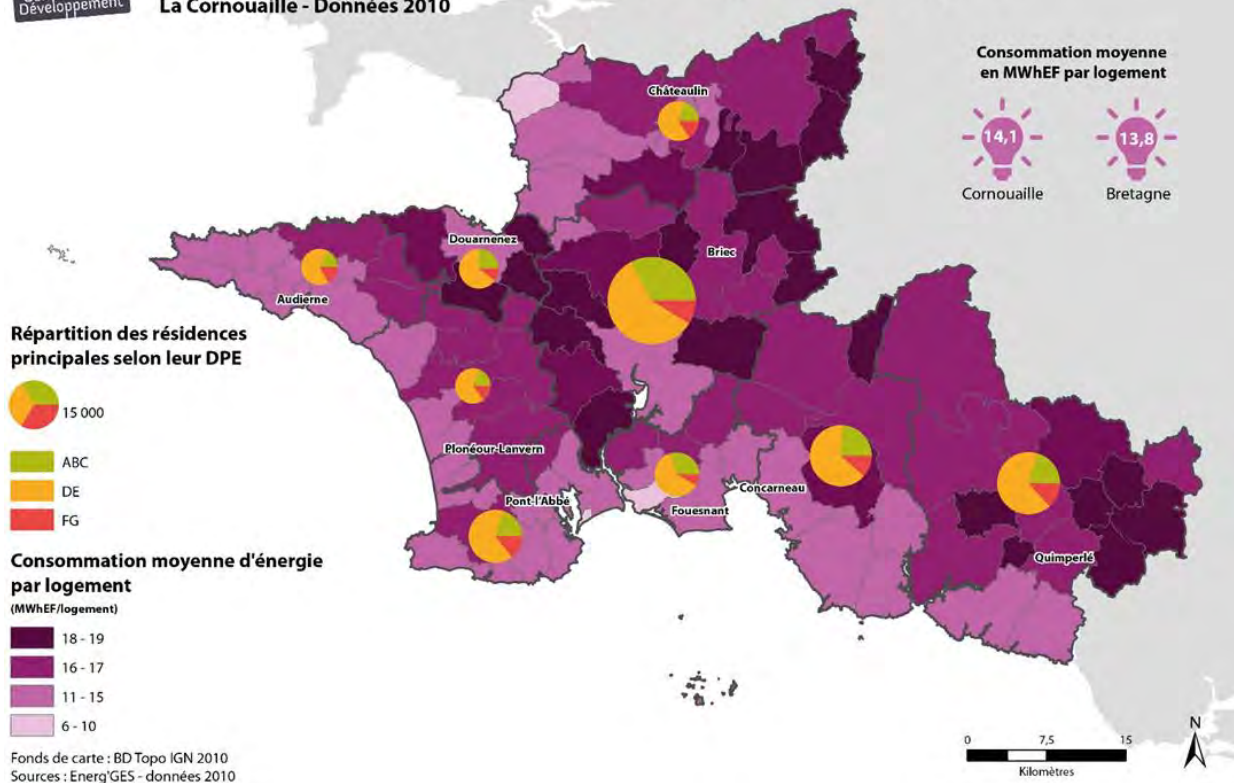 Développement
La Cornouaille - Données 2010
Consommation moyenne
en MWhEF par logement
14,1
13,8
Cornouaille
Bretagne
Châteaulin
Douarnenez
Briec
Audierne
Répartition des résidences
principales selon leur DPE
15 000
ABC
DE
FG
Plonéour-Lanvern
Pont-l'Abbé
Fouesnant
Concarneau
Quimperlé
Consommation moyenne d'énergie
par logement
(MWhEF/logement)
18 - 19
16 - 17
11 - 15
6 - 10
Fonds de carte : BD Topo IGN 2010
Sources : Energ'GES - données 2010
0 7,5 15
Kilomètres
N